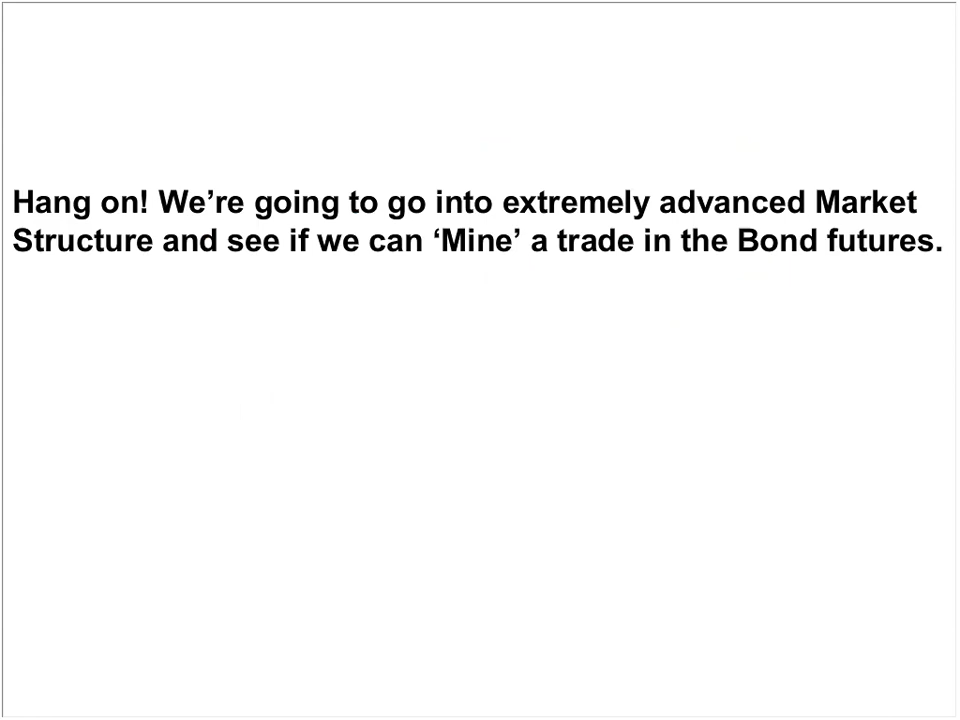 Hang on! We’re going to go into extremely advanced Market
Structure and see if we can ‘Mine’ a trade in the Bond futures.